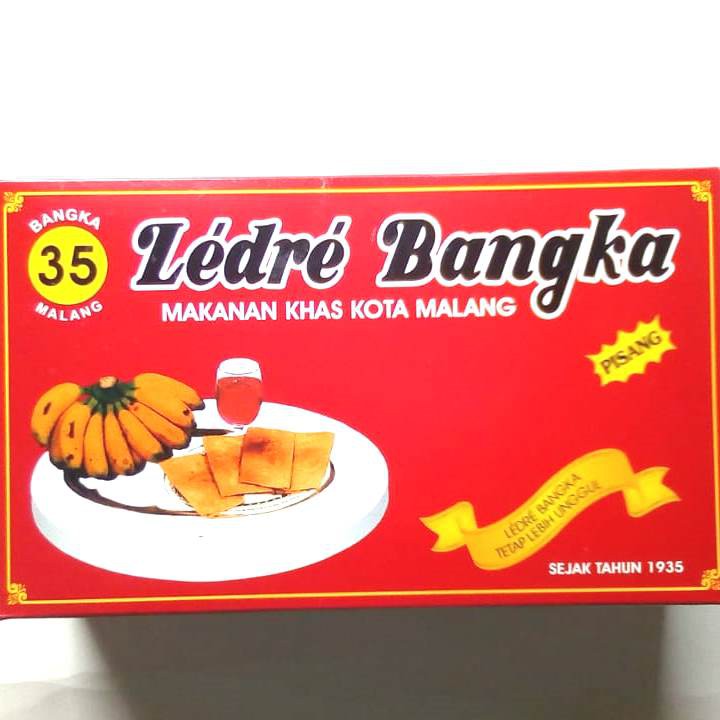 BANGKA
35
MALANG
Lédré Bangka
MAKANAN KHAS KOTA MALANG
PISANG
LÉDRÉ BANGKA
TETAP LEBIH UNGGUL
SEJAK TAHUN 1935